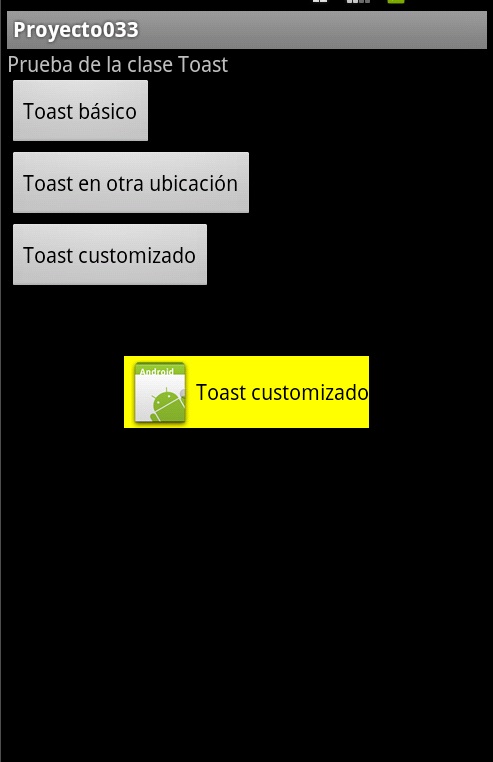 Proyecto033
Prueba de la clase Toast
Toast básico
Toast en otra ubicación
Toast customizado
Android
Toast customizado